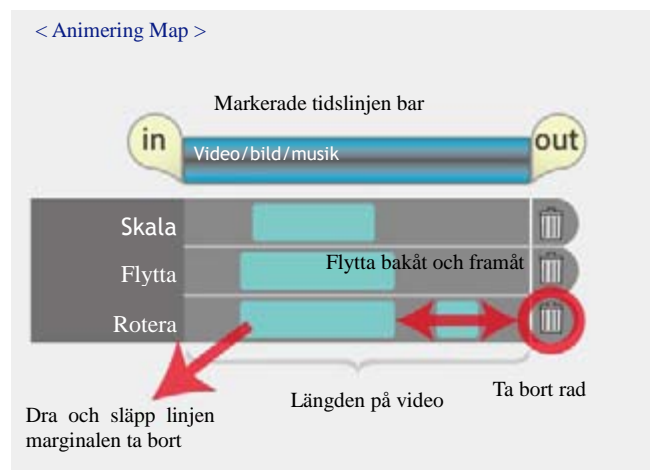 < Animering Map >
Markerade tidslinjen bar
in
out
Video/bild/musik
Skala
Flytta
Flytta bakåt och framåt
Rotera
Längden på video
Ta bort rad
Dra och släpp linjen
marginalen ta bort